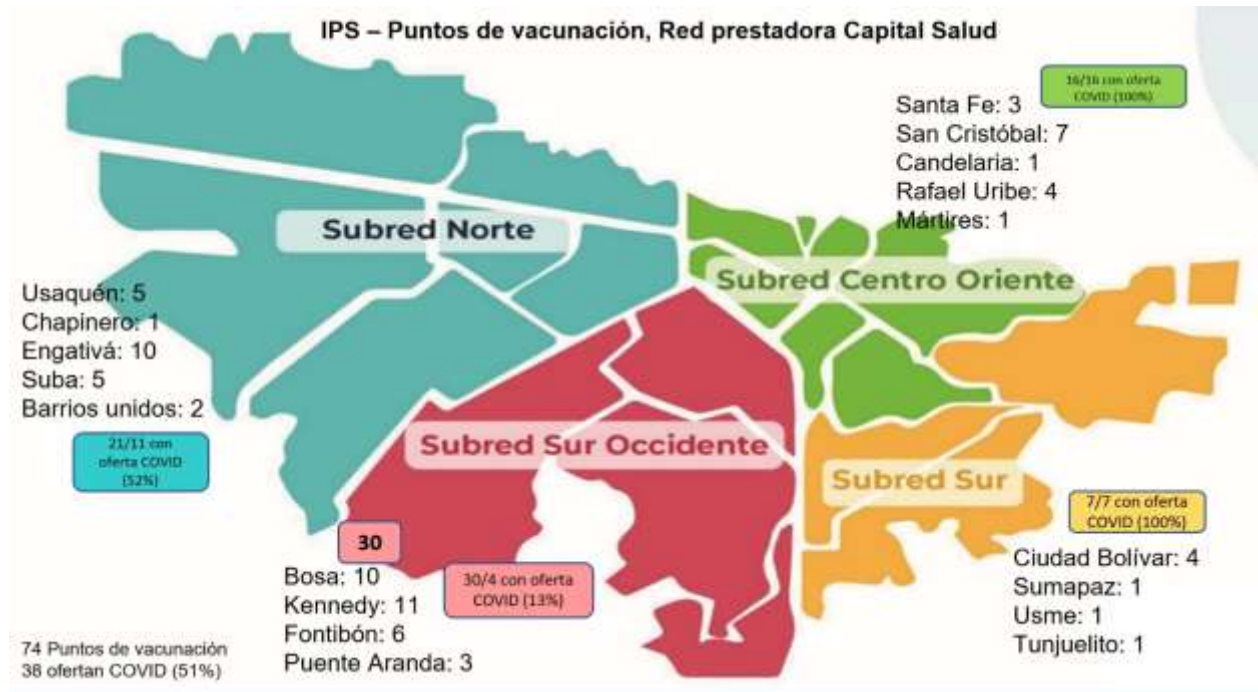 IPS – Puntos de vacunación, Red prestadora Capital Salud
16/16 con oferta
COVID (100%)
Santa Fe: 3
San Cristóbal: 7
Candelaria: 1
Rafael Uribe: 4
Mártires: 1
Subred Norte
Subred Centro Oriente
Usaquén: 5
Chapinero: 1
Engativá: 10
Suba: 5
Barrios unidos: 2
21/11 con
oferta COVID
(52%)
Subred Sur Occidente
Subred Sur
7/7 con oferta
COVID (100%)
30
Bosa: 10
Kennedy: 11
Fontibón: 6
Puente Aranda: 3
30/4 con oferta
COVID (13%)
Ciudad Bolívar: 4
Sumapaz: 1
Usme: 1
Tunjuelito: 1
74 Puntos de vacunación
38 ofertan COVID (51%)